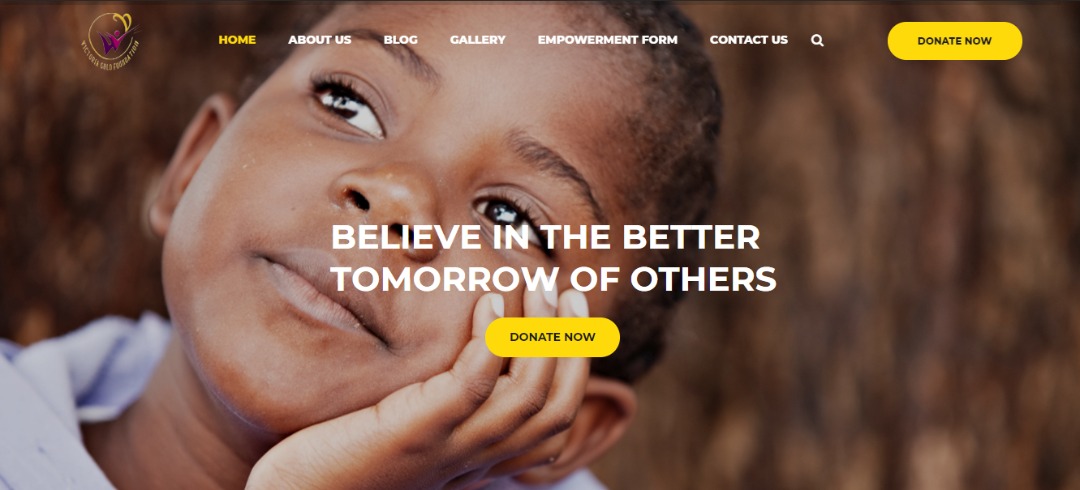 VICTORIA GOLD FOUNDATION
HOME
ABOUT US
BLOG
GALLERY
EMPOWERMENT FORM
CONTACT US
DONATE NOW
BELIEVE IN THE BETTER
TOMORROW OF OTHERS
DONATE NOW